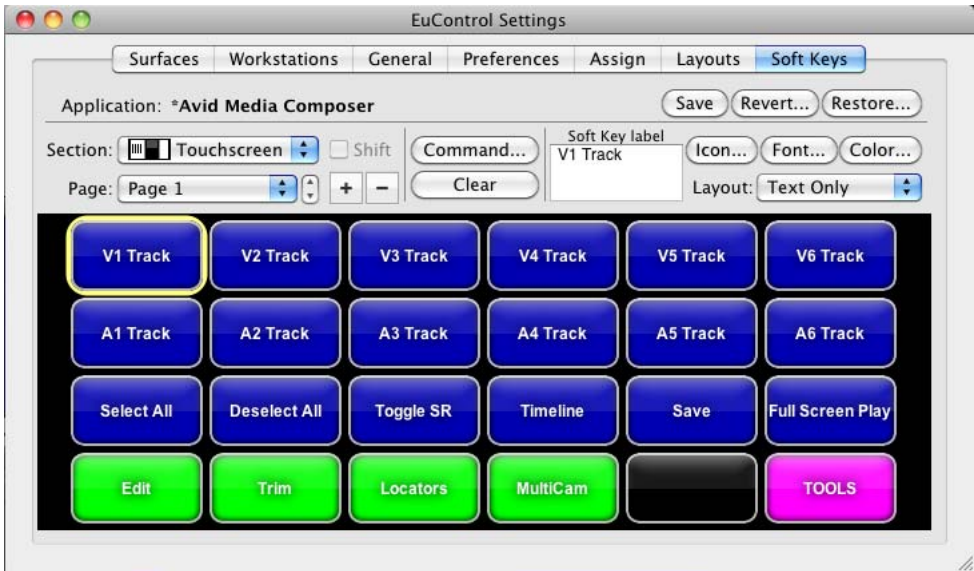 EuControl Settings
Surfaces Workstations General Preferences Assign Layouts Soft Keys
Application: *Avid Media Composer Save Revert... Restore...
Section: Touchscreen Shift Command... Soft Key label Icon... Font... Color...
V1 Track
Page: Page 1 + − Clear Layout: Text Only
V1 Track V2 Track V3 Track V4 Track V5 Track V6 Track
A1 Track A2 Track A3 Track A4 Track A5 Track A6 Track
Select All Deselect All Toggle SR Timeline Save Full Screen Play
Edit Trim Locators MultiCam TOOLS